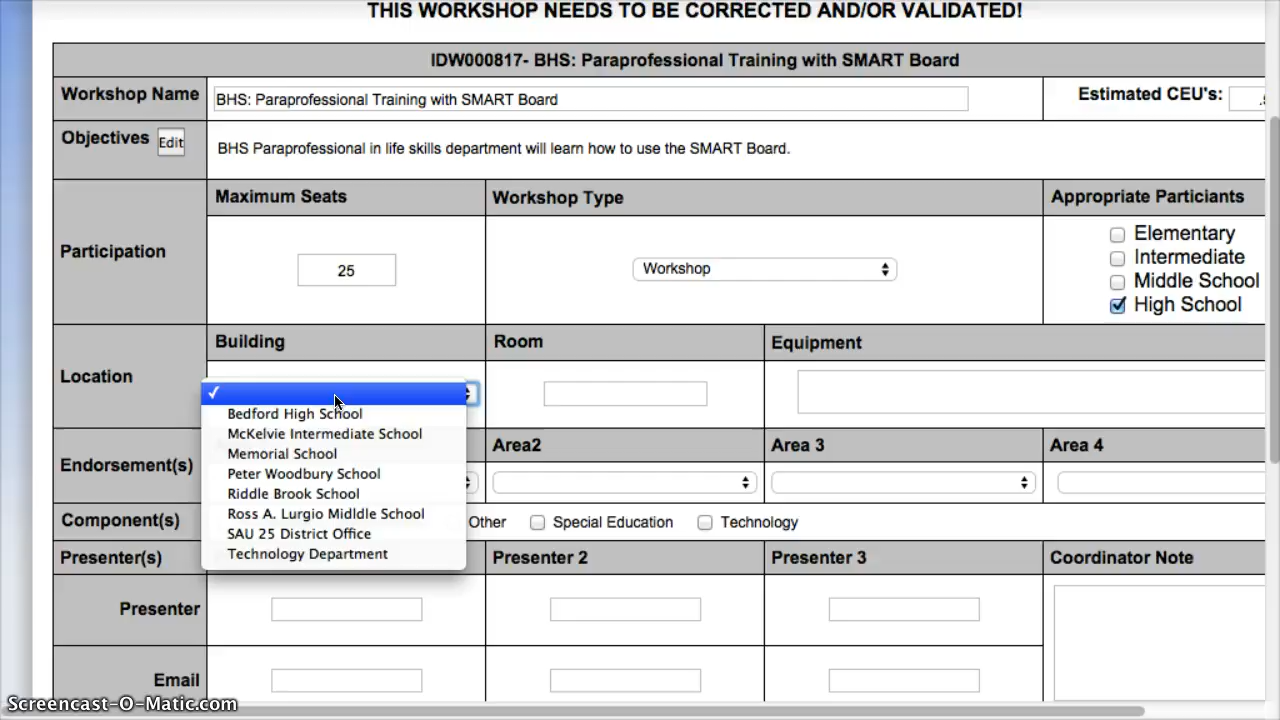 THIS WORKSHOP NEEDS TO BE CORRECTED AND/OR VALIDATED!
IDW000817- BHS: Paraprofessional Training with SMART Board
Workshop Name
BHS: Paraprofessional Training with SMART Board
Estimated CEU's:
Objectives Edit
BHS Paraprofessional in life skills department will learn how to use the SMART Board.
Maximum Seats
Workshop Type
Appropriate Particiants
Participation
25
Workshop
Elementary
Intermediate
Middle School
High School
Building
Room
Equipment
Location
Bedford High School
McKelvie Intermediate School
Memorial School
Peter Woodbury School
Riddle Brook School
Ross A. Lurgio Midldle School
SAU 25 District Office
Technology Department
Endorsement(s)
Area2
Area 3
Area 4
Component(s)
Other
Special Education
Technology
Presenter(s)
Presenter 2
Presenter 3
Coordinator Note
Presenter
Email
Screencast-O-Matic.com